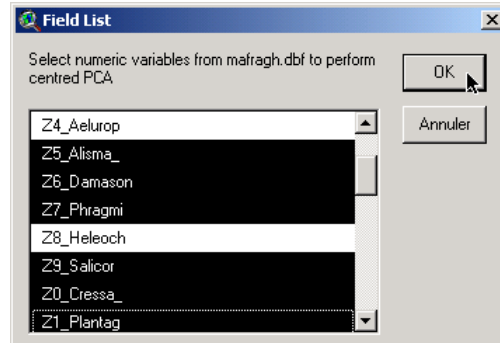 Field List
Select numeric variables from mafragh.dbf to perform
centred PCA
OK
Annuler
Z4_Aelurop
Z5_Alisma_
Z6_Damason
Z7_Phragmi
Z8_Heleoch
Z9_Salicor
Z0_Cressa_
Z1_Plantag